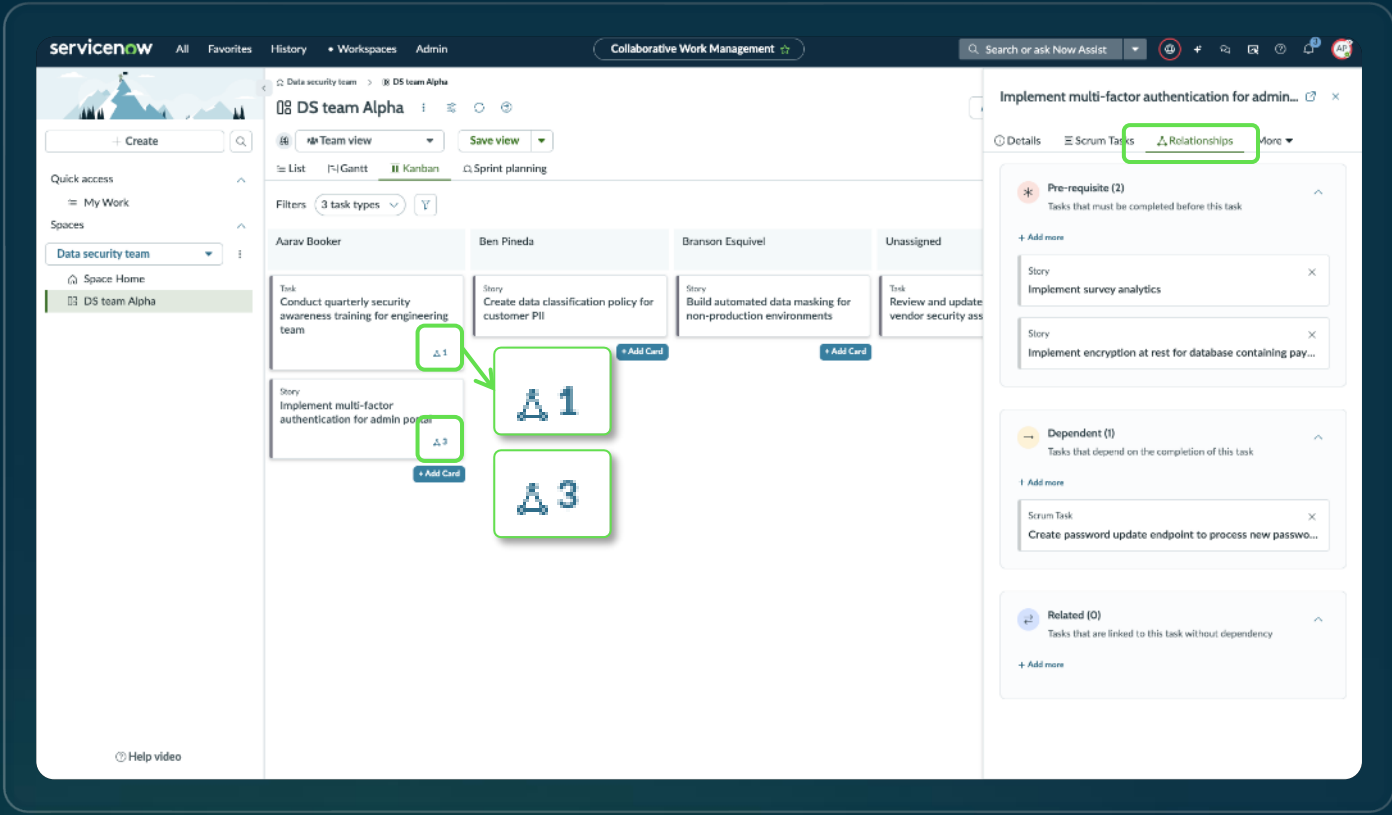 servicenow
All
Favorites
History
Workspaces
Admin
Collaborative Work Management
Search or ask Now Assist
3
AP
+ Create
Quick access
My Work
Spaces
Data security team
Space Home
DS team Alpha
Help video
Data security team
DS team Alpha
DS team Alpha
Team view
Save view
List
Gantt
Kanban
Sprint planning
Filters
3 task types
Aarav Booker
Ben Pineda
Branson Esquivel
Unassigned
Task
Conduct quarterly security
awareness training for engineering
team
1
Story
Implement multi-factor
authentication for admin portal
3
+ Add Card
Story
Create data classification policy for
customer PII
+ Add Card
Story
Build automated data masking for
non-production environments
+ Add Card
Task
Review and update
vendor security ass
1
3
Implement multi-factor authentication for admin...
Details
Scrum Tasks
Relationships
More
Pre-requisite (2)
Tasks that must be completed before this task
+ Add more
Story
Implement survey analytics
Story
Implement encryption at rest for database containing pay...
Dependent (1)
Tasks that depend on the completion of this task
+ Add more
Scrum Task
Create password update endpoint to process new passwo...
Related (0)
Tasks that are linked to this task without dependency
+ Add more